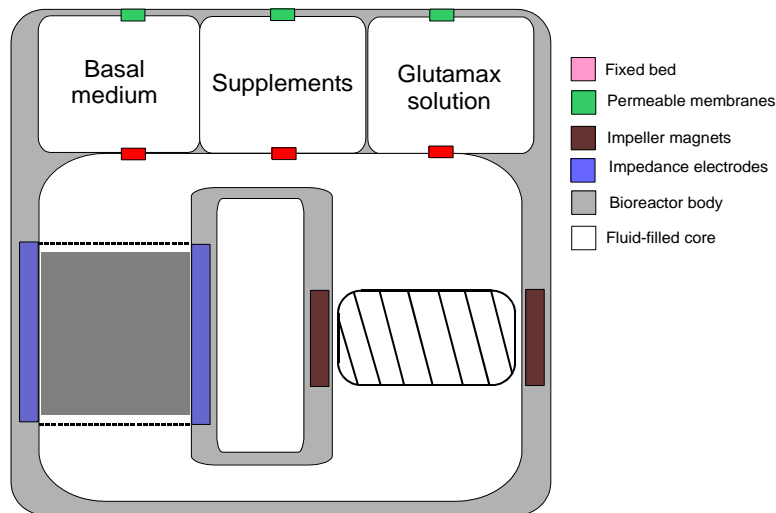 Basal
medium
Supplements
Glutamax
solution
Fixed bed
Permeable membranes
Impeller magnets
Impedance electrodes
Bioreactor body
Fluid-filled core